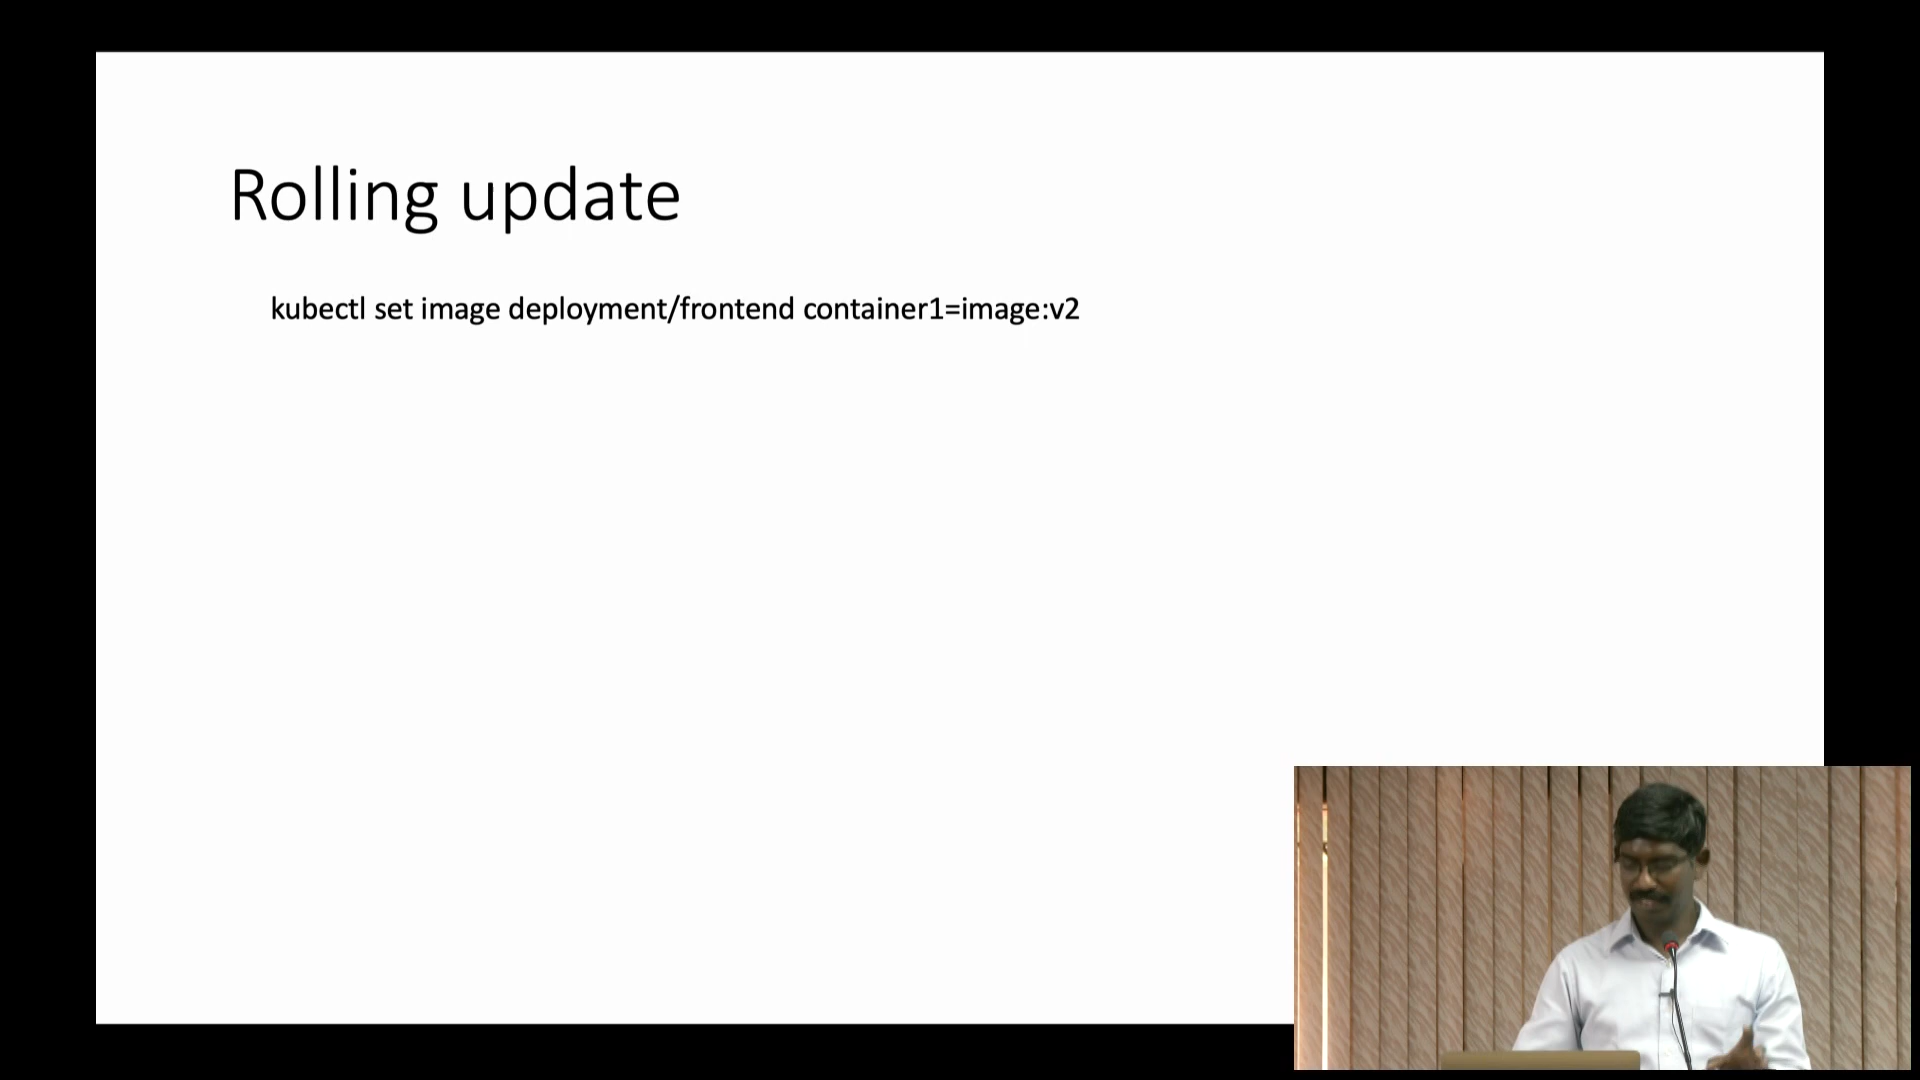 Rolling update
kubectl set image deployment/frontend container1=image:v2